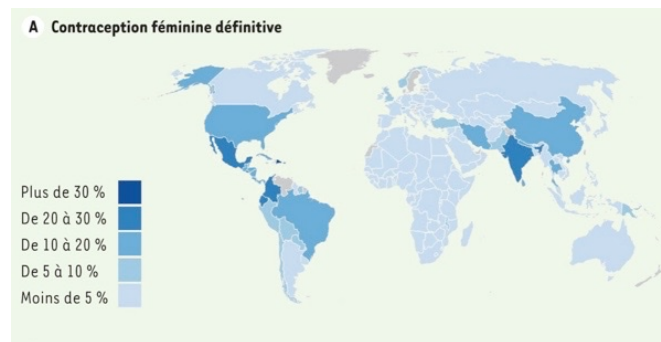 A Contraception féminine définitive
Plus de 30 %
De 20 à 30 %
De 10 à 20 %
De 5 à 10 %
Moins de 5 %